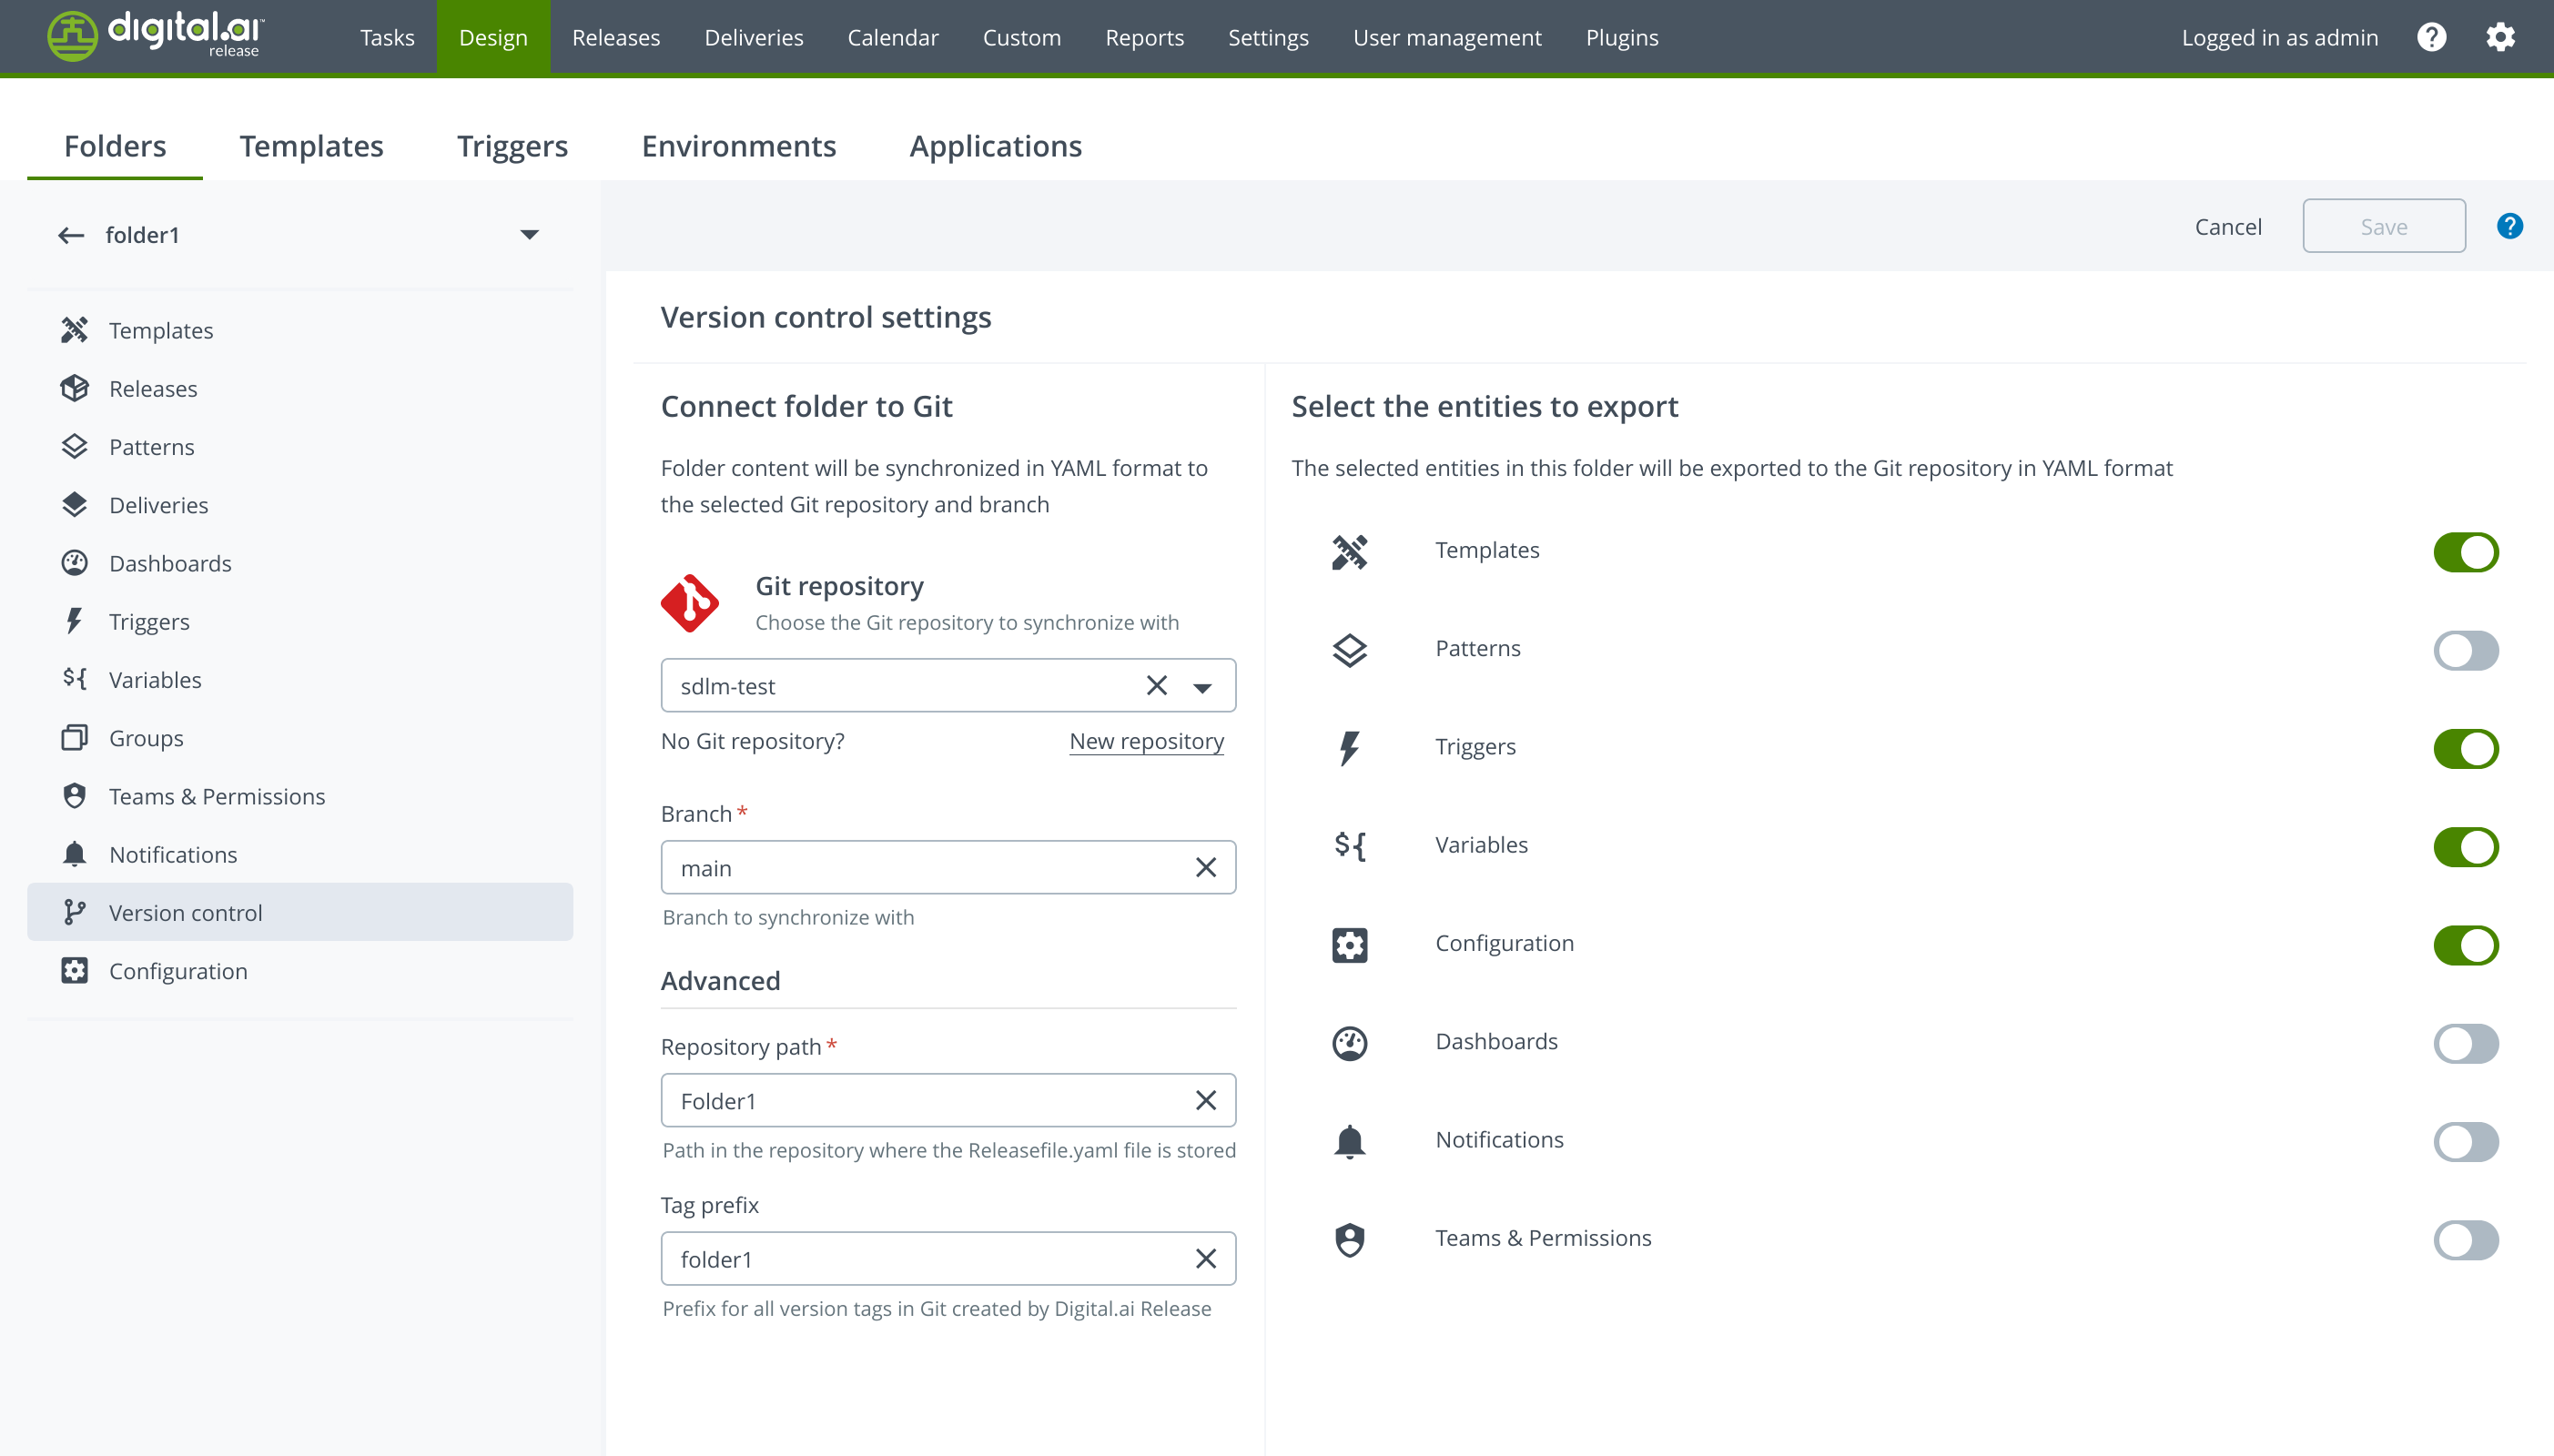 digital.ai™
release
Tasks
Design
Releases
Deliveries
Calendar
Custom
Reports
Settings
User management
Plugins
Logged in as admin
Folders
Templates
Triggers
Environments
Applications
folder1
Cancel
Save
Templates
Releases
Patterns
Deliveries
Dashboards
Triggers
Variables
Groups
Teams & Permissions
Notifications
Version control
Configuration
Version control settings
Connect folder to Git
Folder content will be synchronized in YAML format to
the selected Git repository and branch
Git repository
Choose the Git repository to synchronize with
sdlm-test
No Git repository?
New repository
Branch *
main
Branch to synchronize with
Advanced
Repository path *
Folder1
Path in the repository where the Releasefile.yaml file is stored
Tag prefix
folder1
Prefix for all version tags in Git created by Digital.ai Release
Select the entities to export
The selected entities in this folder will be exported to the Git repository in YAML format
Templates
Patterns
Triggers
Variables
Configuration
Dashboards
Notifications
Teams & Permissions